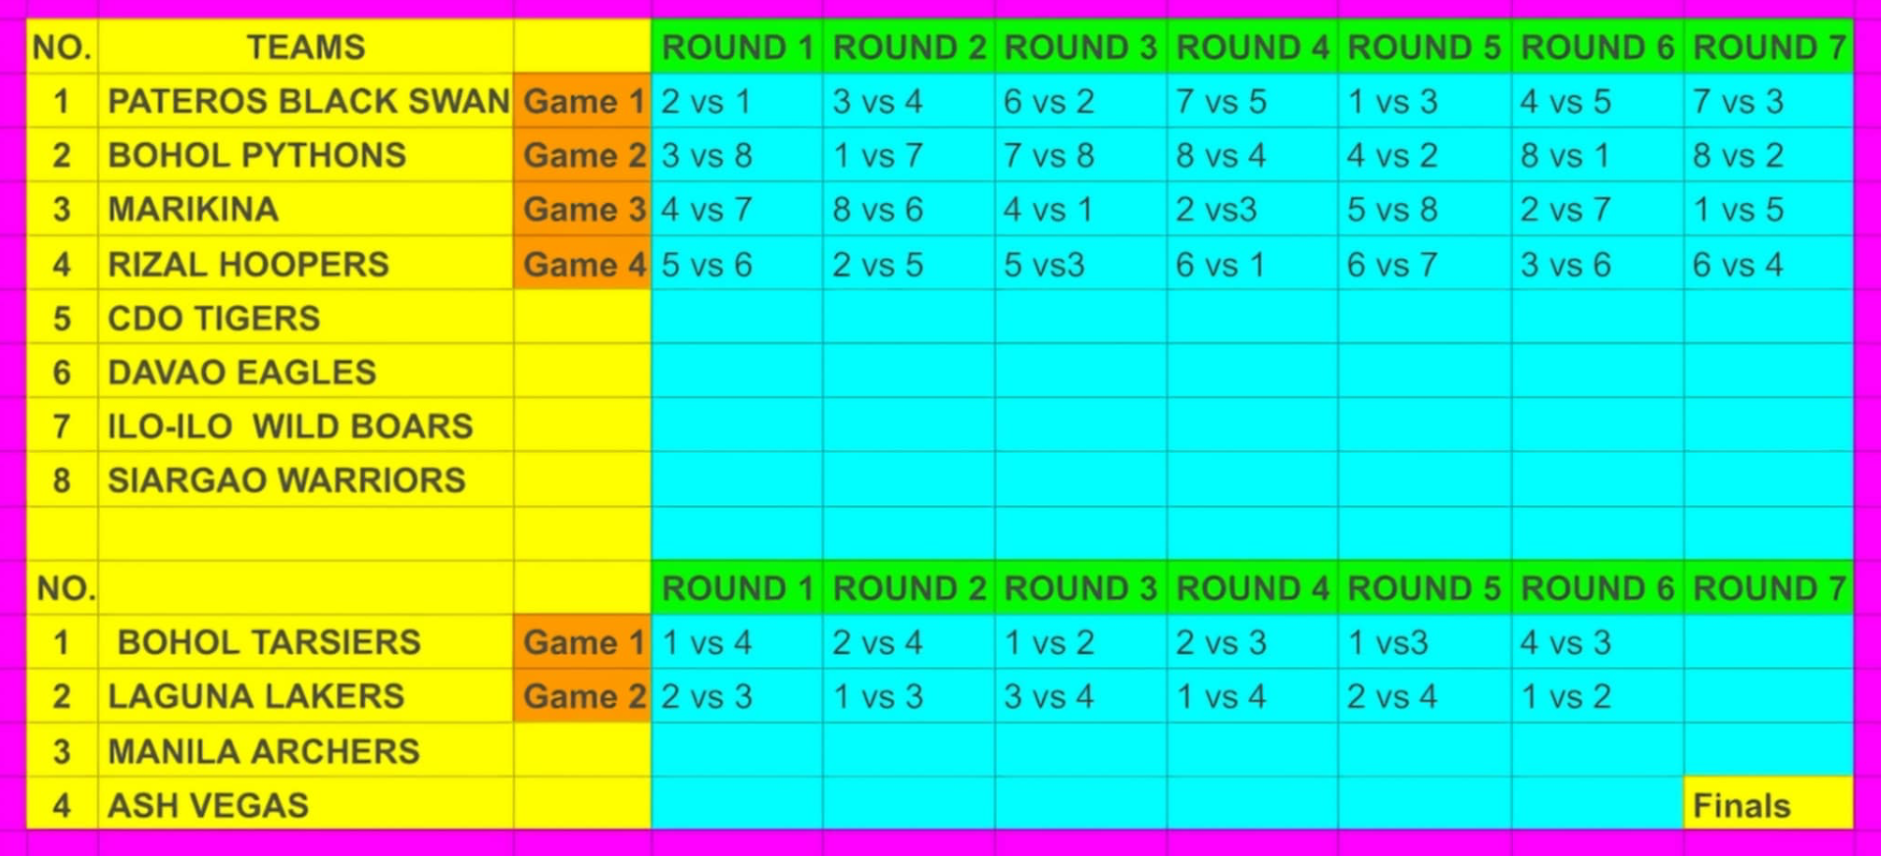 NO. TEAMS ROUND 1 ROUND 2 ROUND 3 ROUND 4 ROUND 5 ROUND 6 ROUND 7
1 PATEROS BLACK SWAN Game 1 2 vs 1 3 vs 4 6 vs 2 7 vs 5 1 vs 3 4 vs 5 7 vs 3
2 BOHOL PYTHONS Game 2 3 vs 8 1 vs 7 7 vs 8 8 vs 4 4 vs 2 8 vs 1 8 vs 2
3 MARIKINA Game 3 4 vs 7 8 vs 6 4 vs 1 2 vs3 5 vs 8 2 vs 7 1 vs 5
4 RIZAL HOOPERS Game 4 5 vs 6 2 vs 5 5 vs3 6 vs 1 6 vs 7 3 vs 6 6 vs 4
5 CDO TIGERS
6 DAVAO EAGLES
7 ILO-ILO WILD BOARS
8 SIARGAO WARRIORS
NO. ROUND 1 ROUND 2 ROUND 3 ROUND 4 ROUND 5 ROUND 6 ROUND 7
1 BOHOL TARSIERS Game 1 1 vs 4 2 vs 4 1 vs 2 2 vs 3 1 vs3 4 vs 3
2 LAGUNA LAKERS Game 2 2 vs 3 1 vs 3 3 vs 4 1 vs 4 2 vs 4 1 vs 2
3 MANILA ARCHERS
4 ASH VEGAS Finals